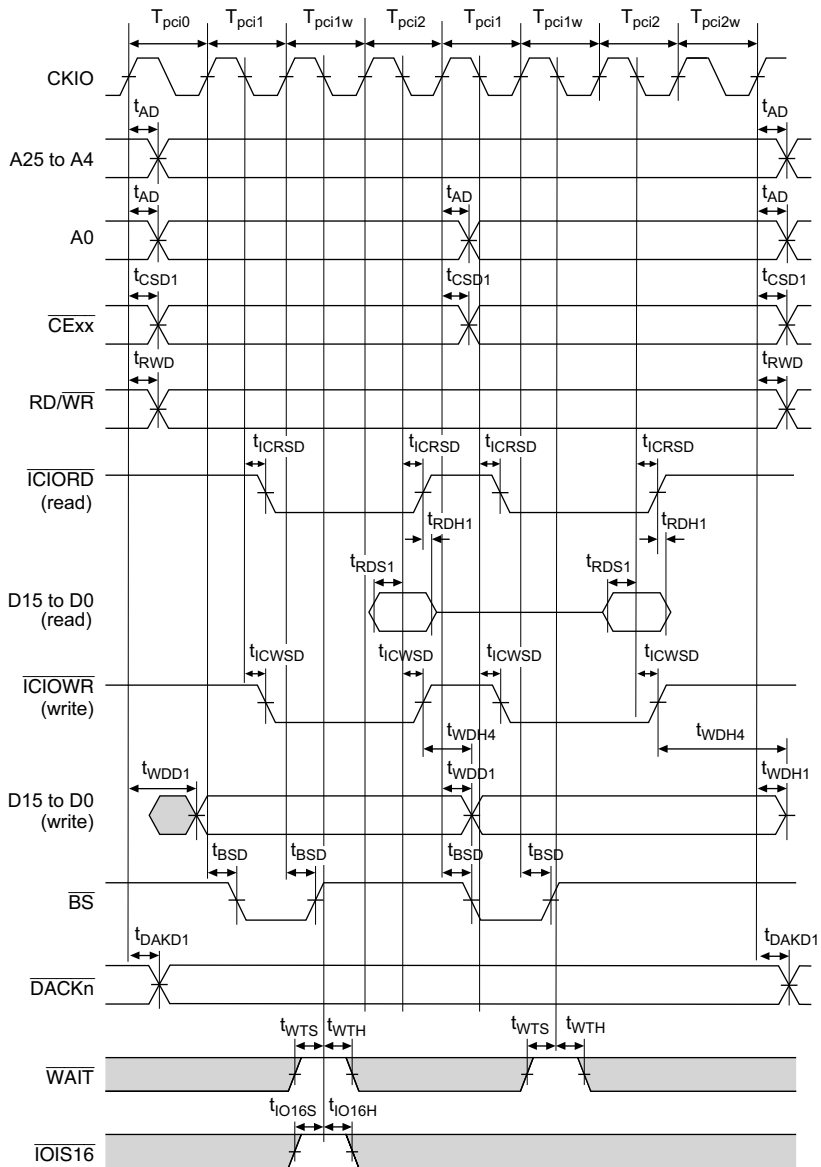 Tpci0 Tpci1 Tpci1w Tpci2 Tpci1 Tpci1w Tpci2 Tpci2w
CKIO
tAD tAD
A25 to A4
tAD tAD tAD
A0
tCSD1 tCSD1 tCSD1
CExx
tRWD tRWD
RD/WR
tICRSD tICRSD tICRSD tICRSD
ICIORD
(read)
tRDH1 tRDH1
tRDS1 tRDS1
D15 to D0
(read)
tICWSD tICWSD tICWSD tICWSD
ICIOWR
(write)
tWDH4 tWDH4
tWDD1 tWDD1 tWDH1
D15 to D0
(write)
tBSD tBSD tBSD tBSD
BS
tDAKD1 tDAKD1
DACKn
tWTS tWTH tWTS tWTH
WAIT
tIO16S tIO16H
IOIS16